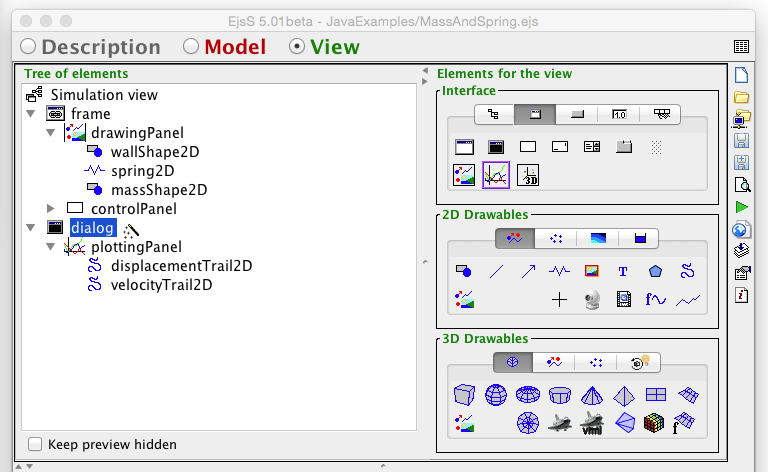 EjsS 5.01beta - JavaExamples/MassAndSpring.ejs
Description Model View
Tree of elements
Simulation view
frame
drawingPanel
wallShape2D
spring2D
massShape2D
controlPanel
dialog
plottingPanel
displacementTrail2D
velocityTrail2D
Keep preview hidden
Elements for the view
Interface
1.0
3D
2D Drawables
T
f
3D Drawables
vrml
f
i